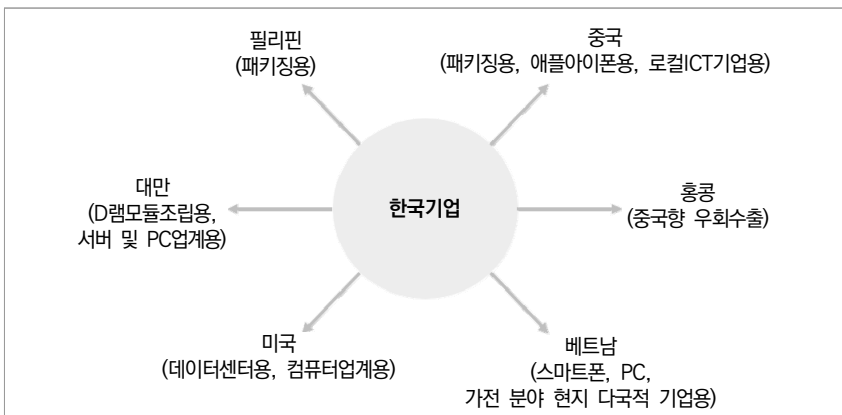 필리핀
(패키징용)
중국
(패키징용, 애플아이폰용, 로컬ICT기업용)
대만
(D램모듈조립용,
서버 및 PC업계용)
한국기업
홍콩
(중국향 우회수출)
미국
(데이터센터용, 컴퓨터업계용)
베트남
(스마트폰, PC,
가전 분야 현지 다국적 기업용)